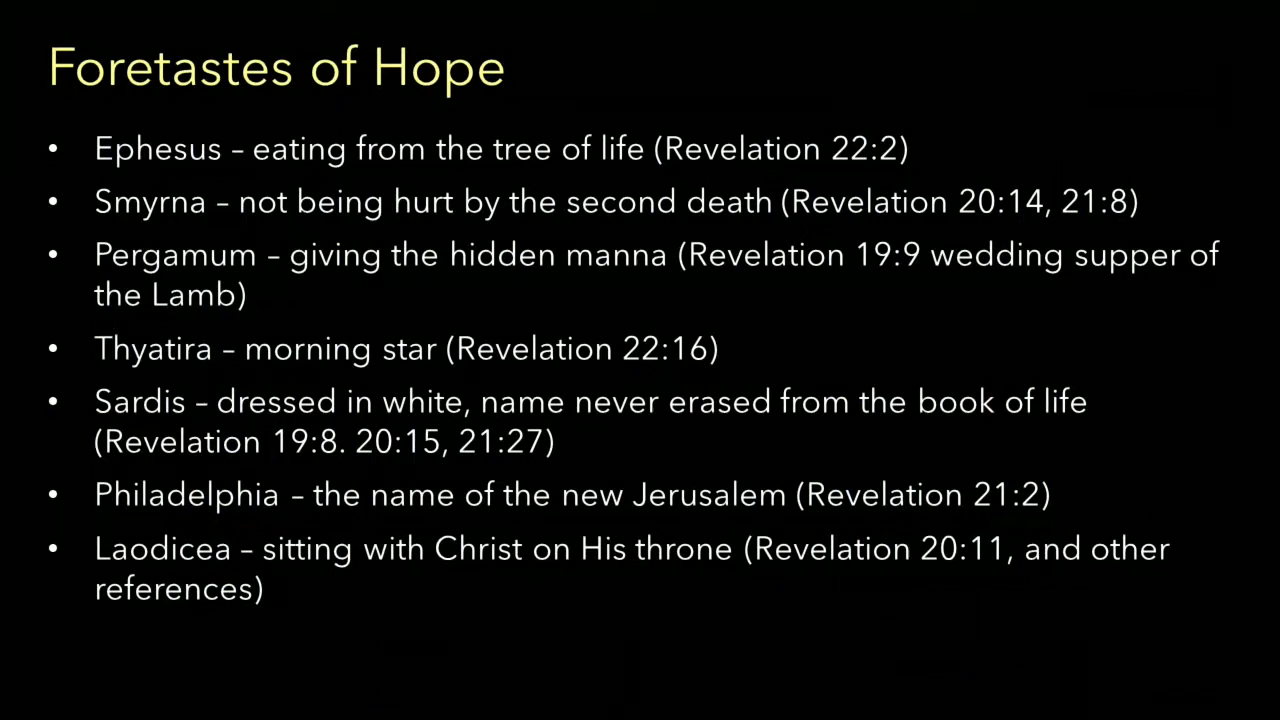 Foretastes of Hope
• Ephesus – eating from the tree of life (Revelation 22:2)
• Smyrna – not being hurt by the second death (Revelation 20:14, 21:8)
• Pergamum – giving the hidden manna (Revelation 19:9 wedding supper of
the Lamb)
• Thyatira – morning star (Revelation 22:16)
• Sardis – dressed in white, name never erased from the book of life
(Revelation 19:8. 20:15, 21:27)
• Philadelphia – the name of the new Jerusalem (Revelation 21:2)
• Laodicea – sitting with Christ on His throne (Revelation 20:11, and other
references)